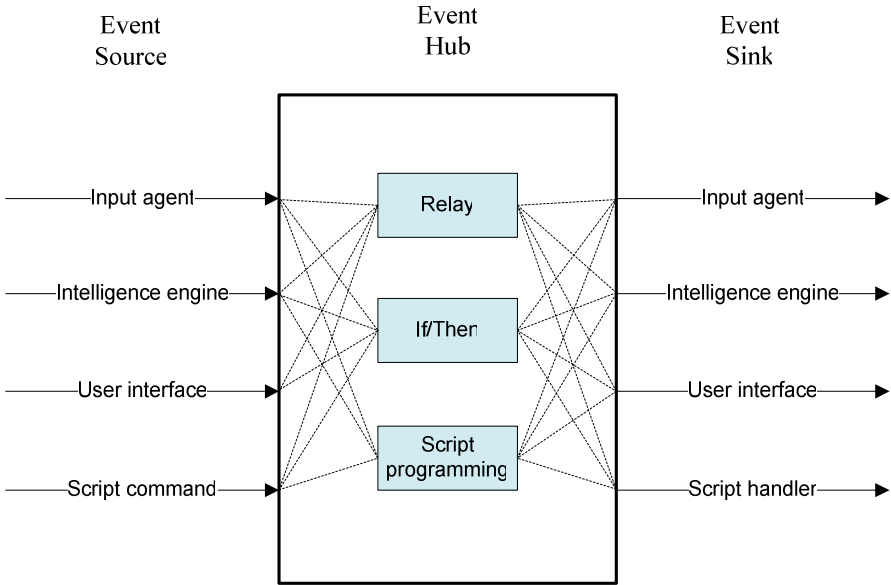 Event
Source
Event
Hub
Event
Sink
Input agent
Relay
Input agent
Intelligence engine
If/Then
Intelligence engine
User interface
Script
programming
User interface
Script command
Script handler